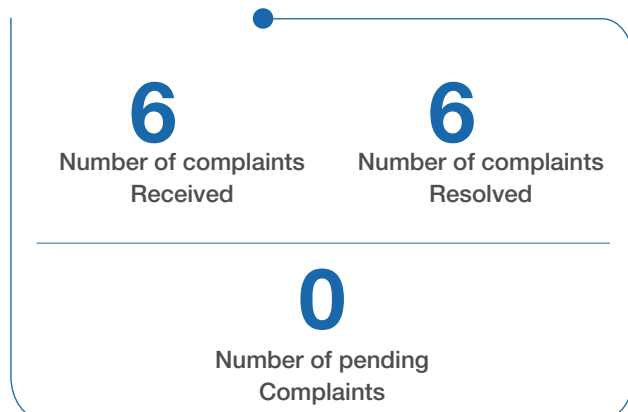 6
Number of complaints
Received
6
Number of complaints
Resolved
0
Number of pending
Complaints